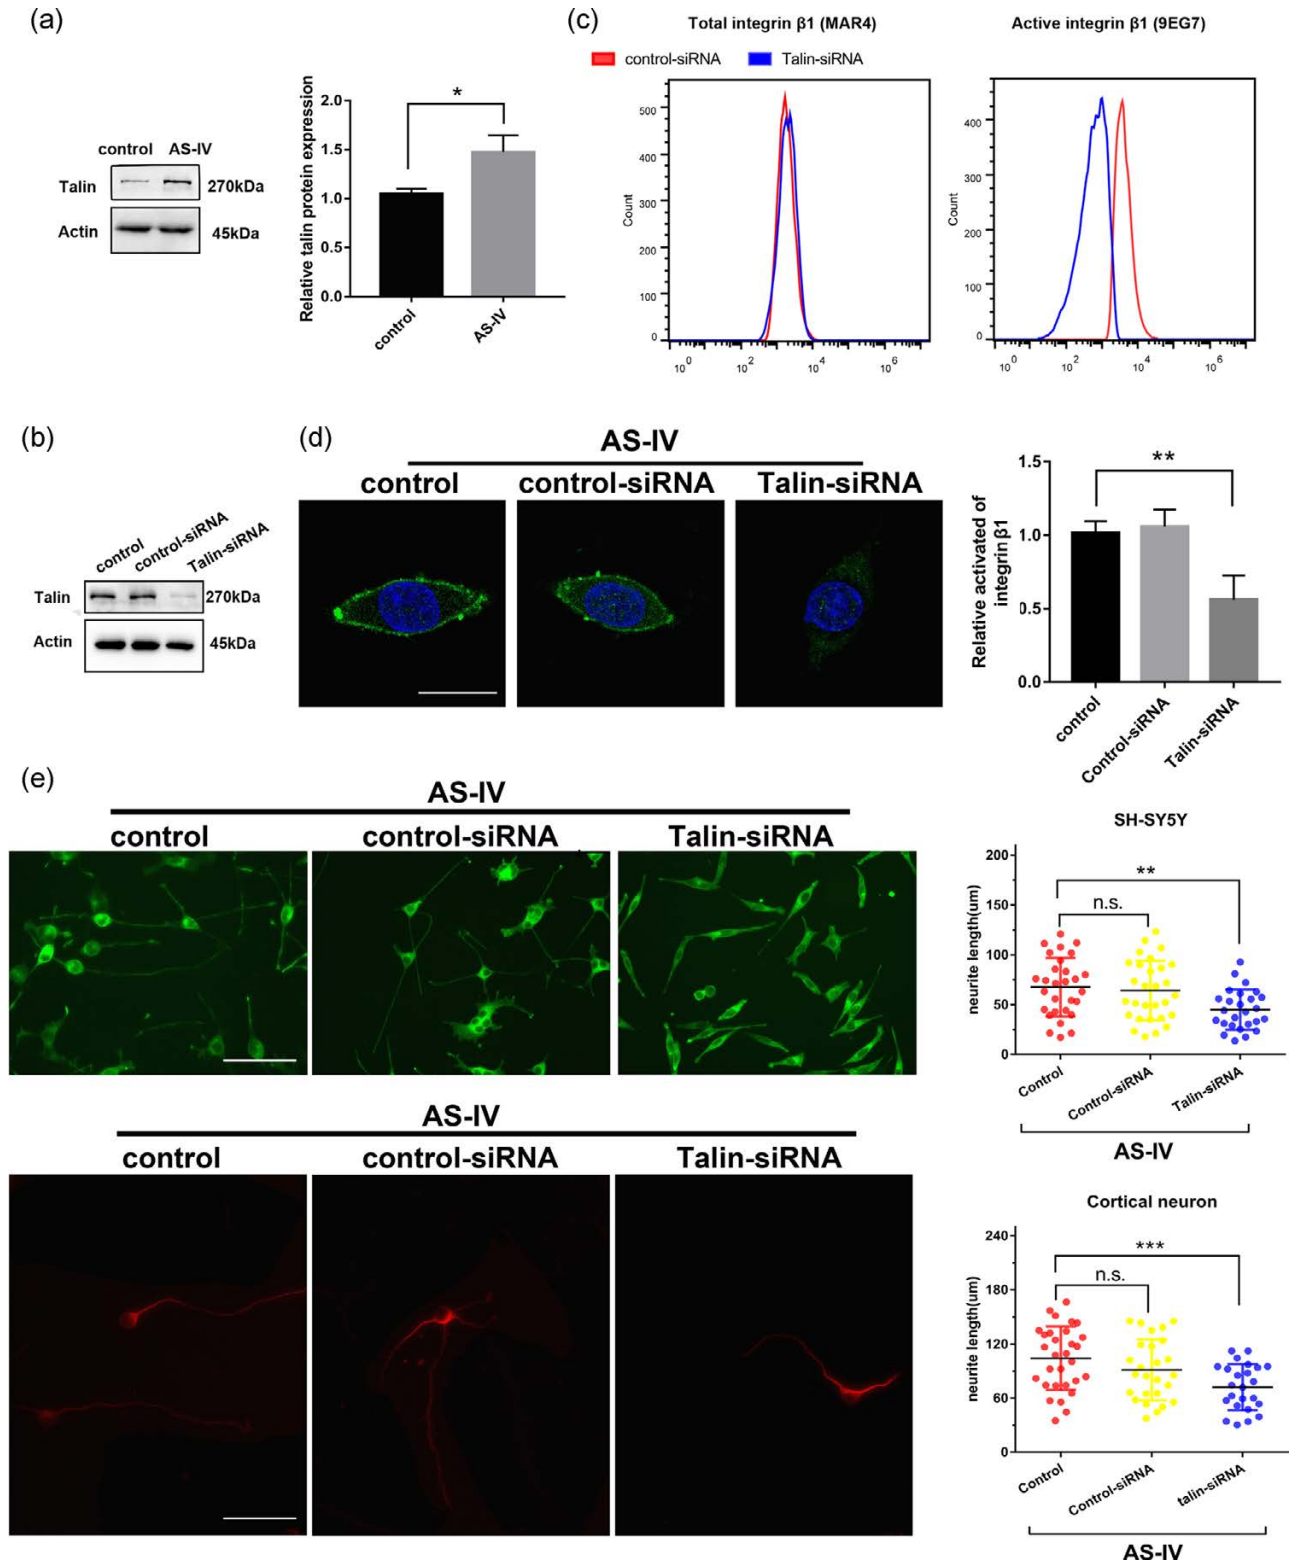 (a)
control AS-IV
Talin 270kDa
Actin 45kDa
Relative talin protein expression
2.0
1.5
1.0
0.5
0.0
*
control
AS-IV
(c)
Total integrin β1 (MAR4)
Active integrin β1 (9EG7)
control-siRNA Talin-siRNA
Count
500
400
300
200
100
0
10^0 10^2 10^4 10^6
Count
400
300
200
100
0
10^0 10^2 10^4 10^6
(b)
control
control-siRNA
Talin-siRNA
Talin 270kDa
Actin 45kDa
(d)
AS-IV
control control-siRNA Talin-siRNA
Relative activated of
integrin β1
1.5
1.0
0.5
0.0
**
control
Control-siRNA
Talin-siRNA
(e)
AS-IV
control control-siRNA Talin-siRNA
SH-SY5Y
neurite length(um)
200
150
100
50
0
**
n.s.
Control
Control-siRNA
Talin-siRNA
AS-IV
AS-IV
control control-siRNA Talin-siRNA
Cortical neuron
neurite length(um)
240
180
120
60
0
***
n.s.
Control
Control-siRNA
talin-siRNA
AS-IV